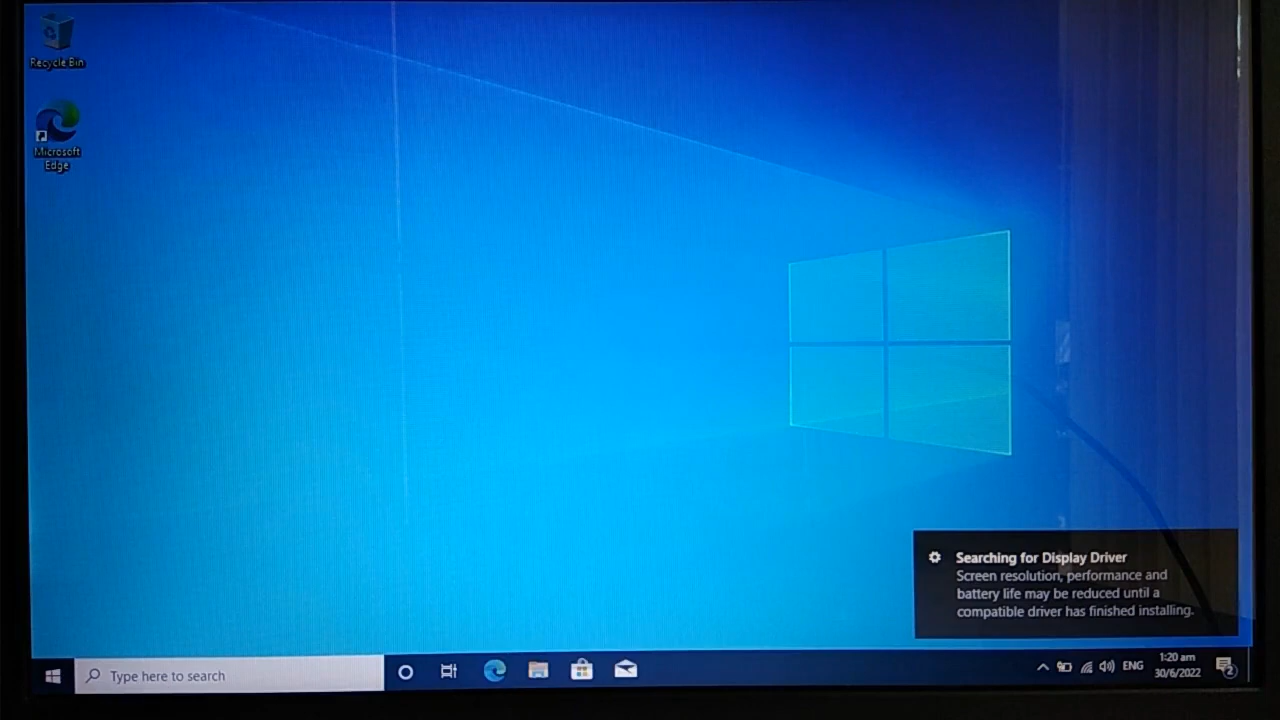 Recycle Bin
Microsoft
Edge
Searching for Display Driver
Screen resolution, performance and
battery life may be reduced until a
compatible driver has finished installing.
Type here to search
ENG
1:20 am
30/6/2022
2